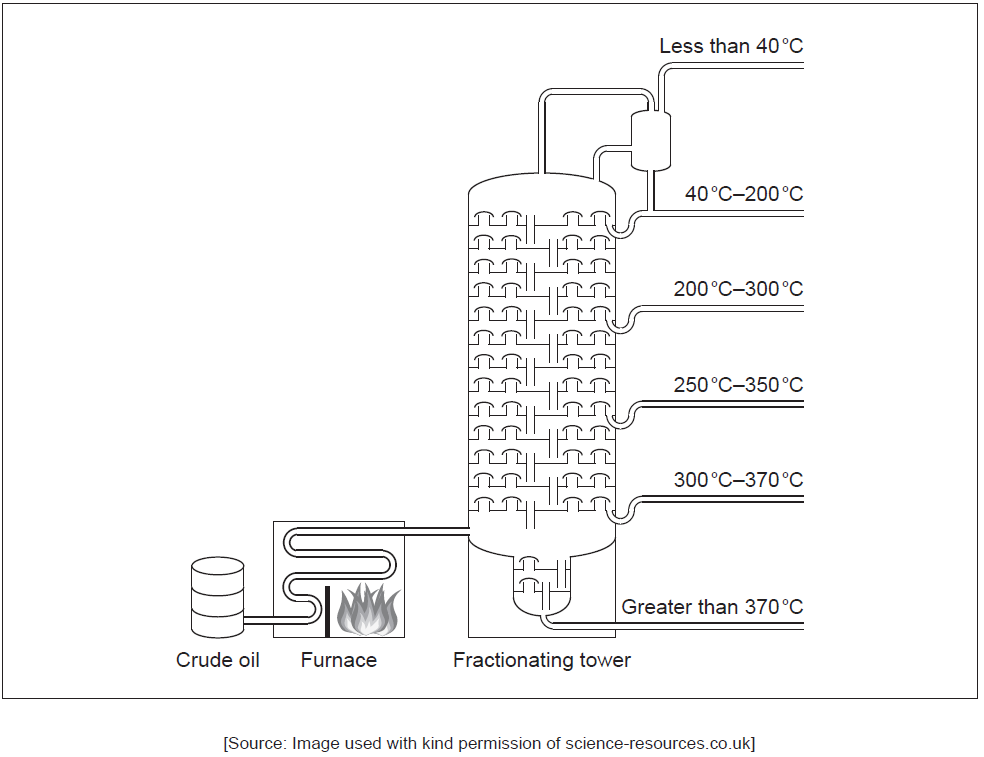 Less than 40 °C
40 °C–200 °C
200 °C–300 °C
250 °C–350 °C
300 °C–370 °C
Greater than 370 °C
Crude oil
Furnace
Fractionating tower
[Source: Image used with kind permission of science-resources.co.uk]